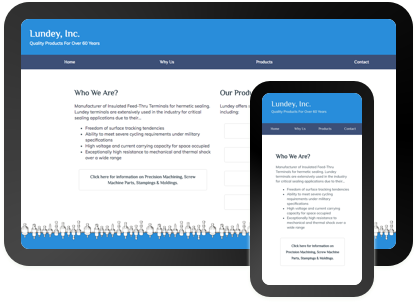 Lundey, Inc.
Quality Products For Over 60 Years
Home Why Us Products Contact
Who We Are?
Manufacturer of Insulated Feed-Thru Terminals for hermetic sealing.
Lundey terminals are extensively used in the industry for critical
sealing applications due to their...
Freedom of surface tracking tendencies
Ability to meet severe cycling requirements under military
specifications
High voltage and current carrying capacity for space occupied
Exceptionally high resistance to mechanical and thermal shock
over a wide range
Click here for information on Precision Machining, Screw
Machine Parts, Stampings & Moldings.
Our Prod
Lundey offers
including:
Lundey, Inc.
Quality Products For Over 60 Years
Home Why Us Products Contact
Who We Are?
Manufacturer of Insulated Feed-Thru
Terminals for hermetic sealing. Lundey
terminals are extensively used in the
industry for critical sealing applications
due to their...
Freedom of surface tracking tendencies
Ability to meet severe cycling
requirements under military
specifications
High voltage and current carrying
capacity for space occupied
Exceptionally high resistance to
mechanical and thermal shock over a
wide range
Click here for information on
Precision Machining, Screw Machine
Parts, Stampings & Moldings.